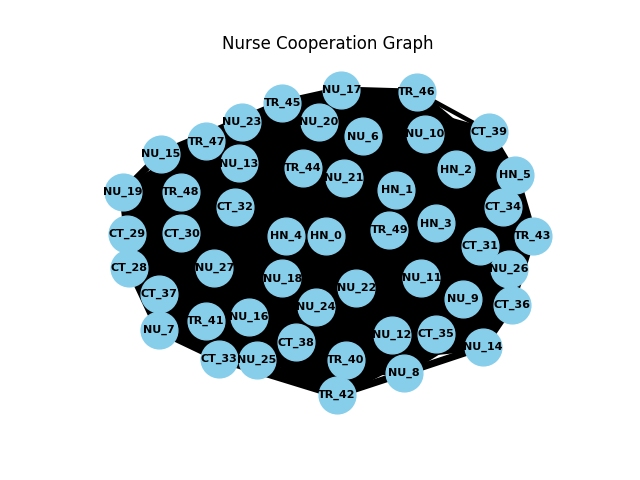 Nurse Cooperation Graph
NU_17
TR_46
TR_45
NU_23
NU_20
NU_6
NU_10
CT_39
TR_47
NU_15
NU_13
TR_44
NU_21
HN_2
HN_5
NU_19
TR_48
HN_1
CT_32
CT_34
CT_29
CT_30
HN_4
HN_0
TR_49
HN_3
TR_43
CT_31
CT_28
NU_27
NU_18
NU_11
NU_26
CT_37
NU_22
NU_24
NU_9
CT_36
NU_7
TR_41
NU_16
CT_38
NU_12
CT_35
NU_14
CT_33
NU_25
TR_40
NU_8
TR_42